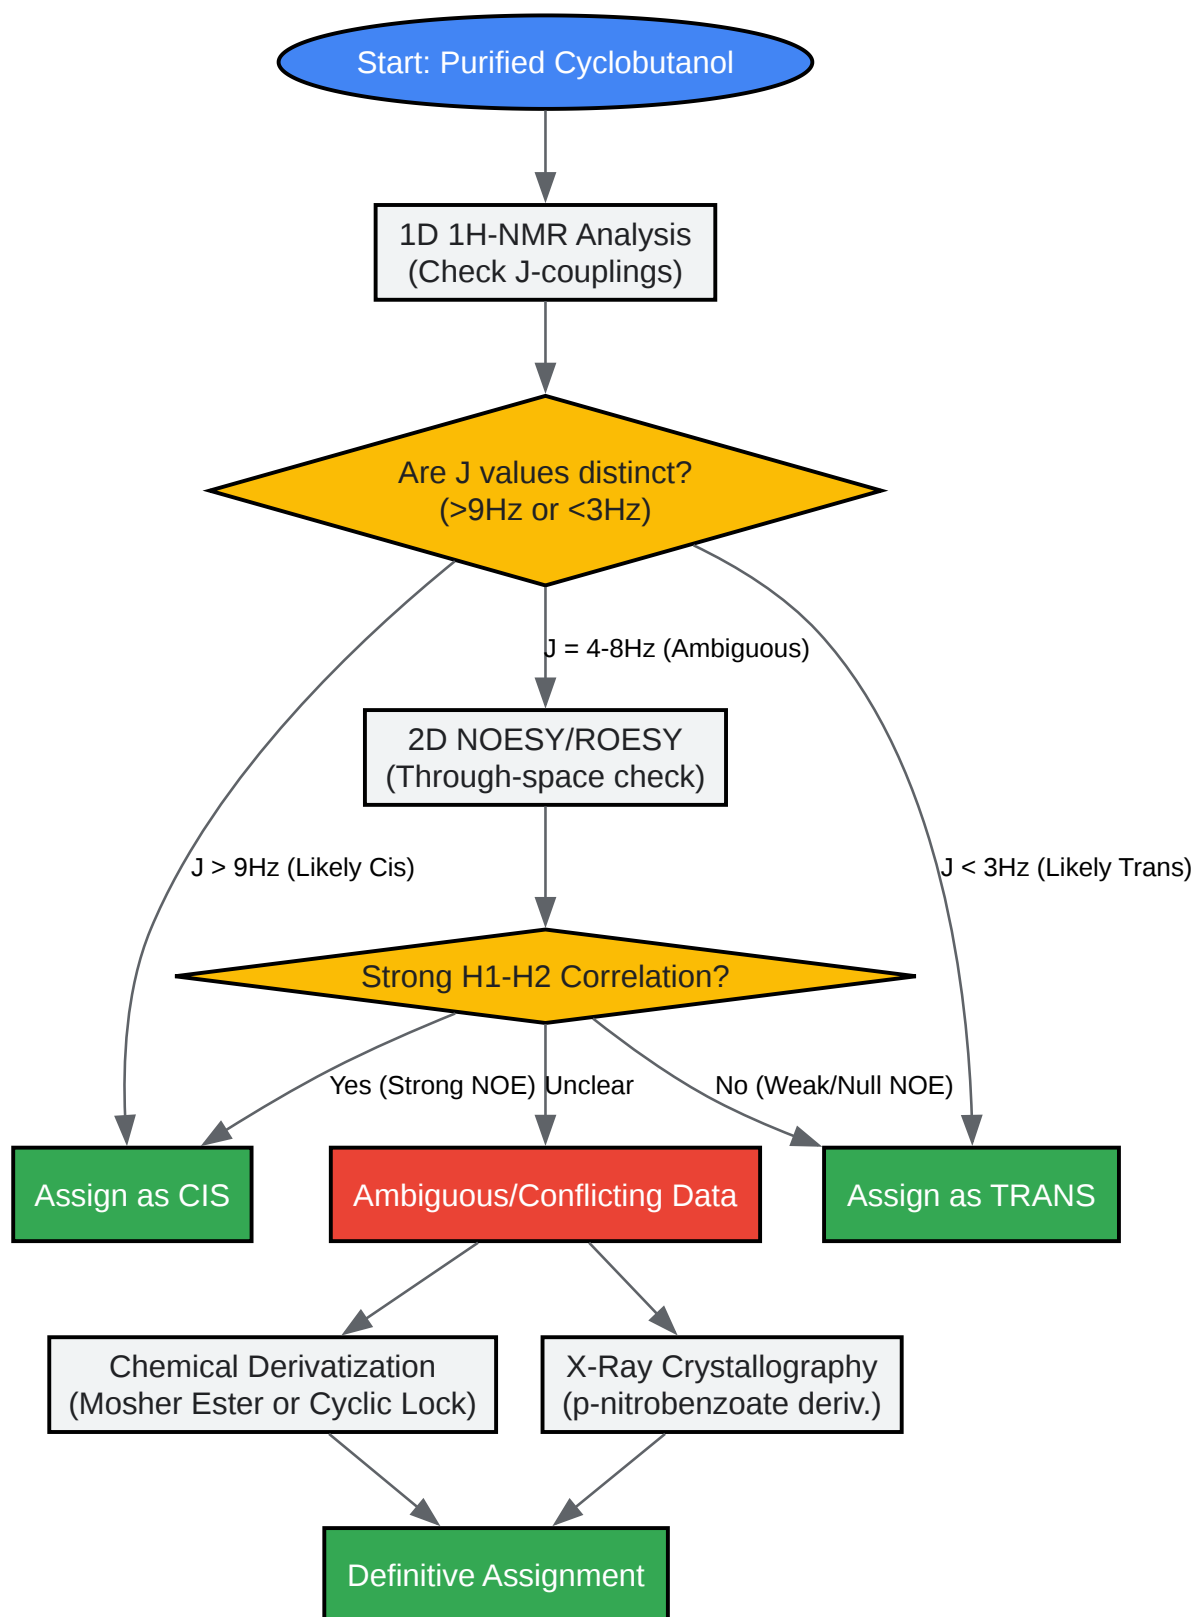 Start: Purified Cyclobutanol
1D 1H-NMR Analysis
(Check J-couplings)
Are J values distinct?
(>9Hz or <3Hz)
J = 4-8Hz (Ambiguous)
2D NOESY/ROESY
(Through-space check)
J > 9Hz (Likely Cis)
J < 3Hz (Likely Trans)
Strong H1-H2 Correlation?
Yes (Strong NOE)
Unclear
No (Weak/Null NOE)
Assign as CIS
Ambiguous/Conflicting Data
Assign as TRANS
Chemical Derivatization
(Mosher Ester or Cyclic Lock)
X-Ray Crystallography
(p-nitrobenzoate deriv.)
Definitive Assignment